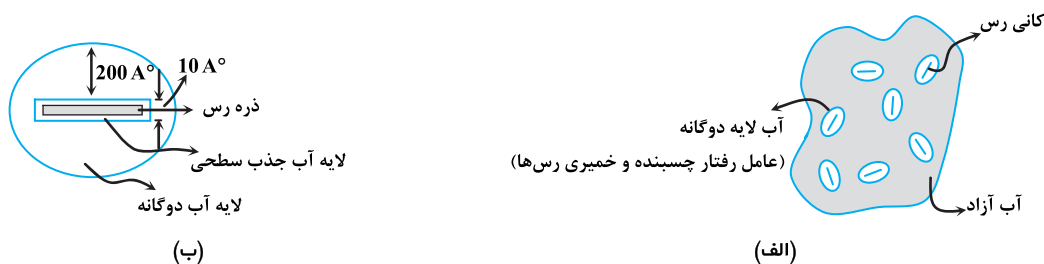 کانی رس
آب لایه دوگانه
(عامل رفتار چسبنده و خمیری رس‌ها)
آب آزاد
(الف)
200 A°
10 A°
ذره رس
لایه آب جذب سطحی
لایه آب دوگانه
(ب)